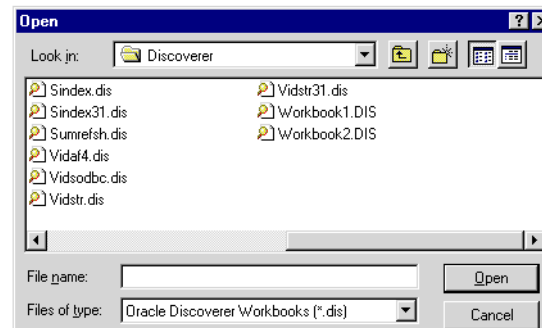 Open
Look in: Discoverer
Sindex.dis Vidstr31.dis
Sindex31.dis Workbook1.DIS
Sumrefsh.dis Workbook2.DIS
Vidaf4.dis
Vidsodbc.dis
Vidstr.dis
File name: Open
Files of type: Oracle Discoverer Workbooks (*.dis) Cancel